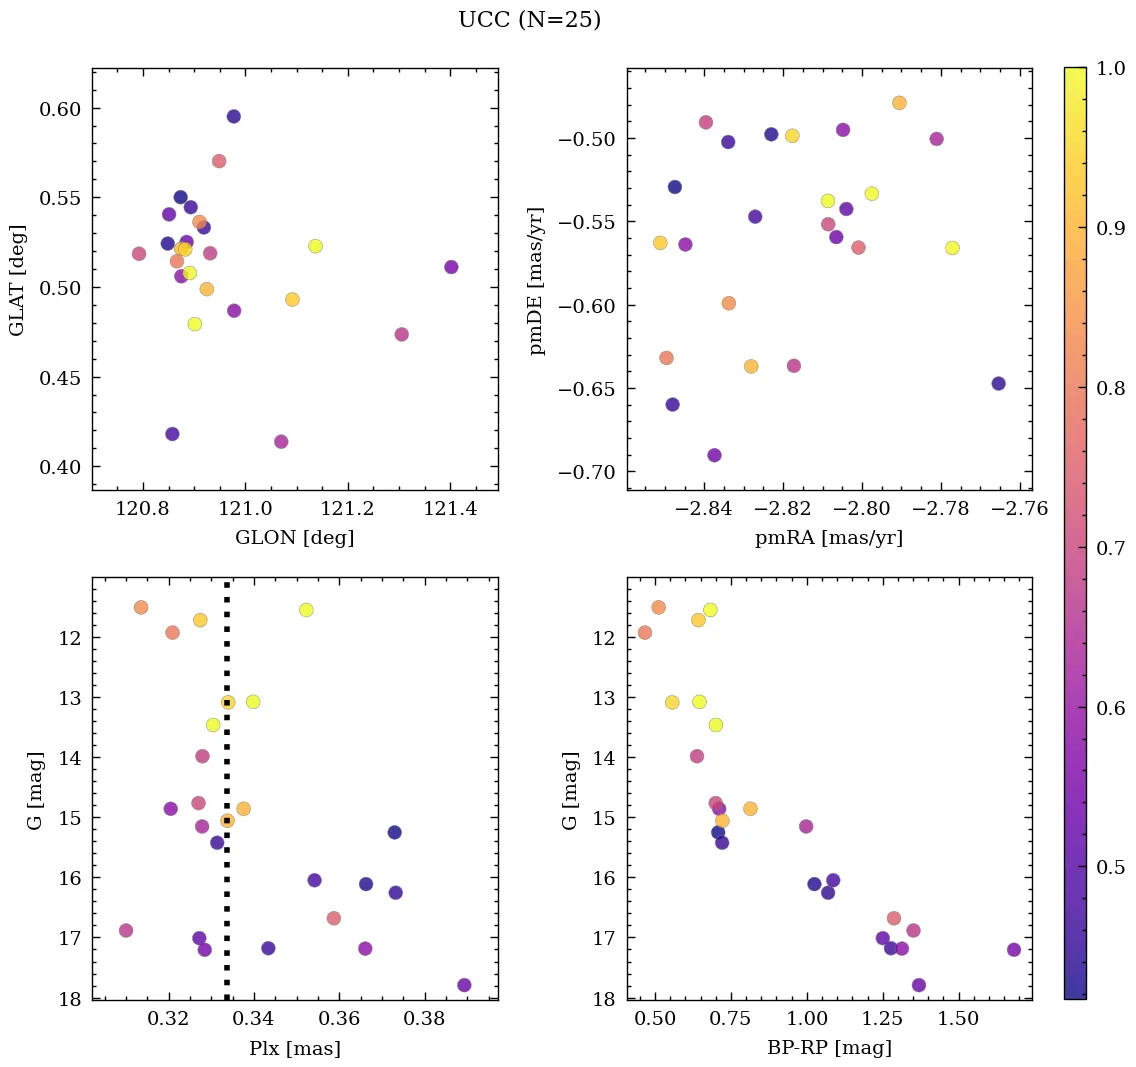 UCC (N=25)
0.60
0.55
0.50
0.45
0.40
GLAT [deg]
120.8 121.0 121.2 121.4
GLON [deg]
−0.50
−0.55
−0.60
−0.65
−0.70
pmDE [mas/yr]
−2.84 −2.82 −2.80 −2.78 −2.76
pmRA [mas/yr]
12
13
14
15
16
17
18
G [mag]
0.32 0.34 0.36 0.38
Plx [mas]
12
13
14
15
16
17
18
G [mag]
0.50 0.75 1.00 1.25 1.50
BP-RP [mag]
1.0
0.9
0.8
0.7
0.6
0.5